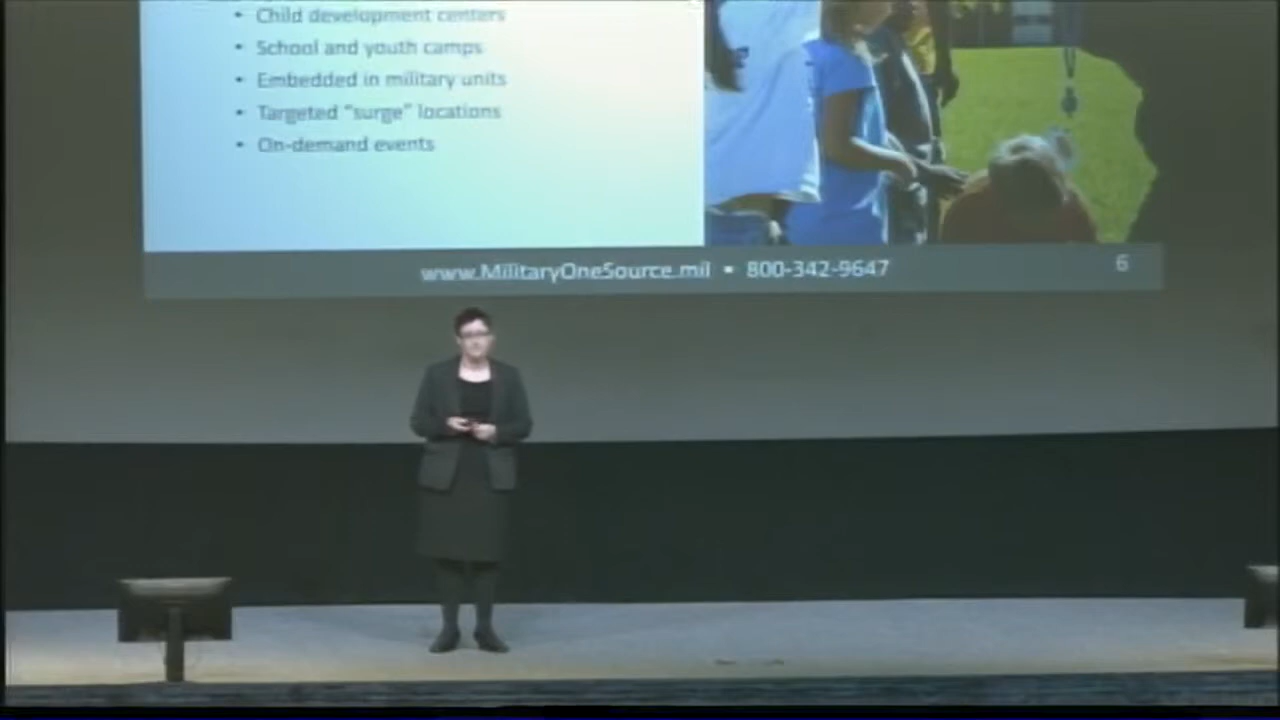 • Child development centers
• School and youth camps
• Embedded in military units
• Targeted “surge” locations
• On-demand events
www.MilitaryOneSource.mil ▪ 800-342-9647
6